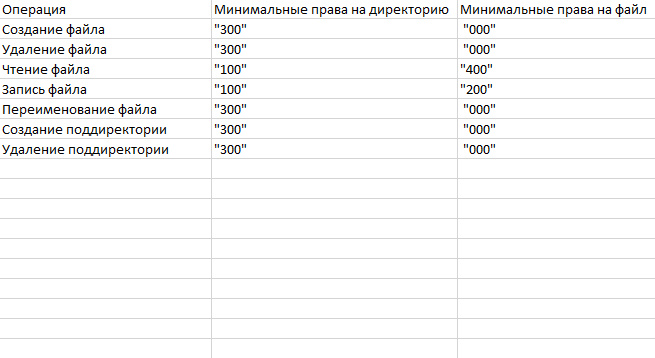 Операция Минимальные права на директорию Минимальные права на файл
Создание файла "300" "000"
Удаление файла "300" "000"
Чтение файла "100" "400"
Запись файла "100" "200"
Переименование файла "300" "000"
Создание поддиректории "300" "000"
Удаление поддиректории "300" "000"